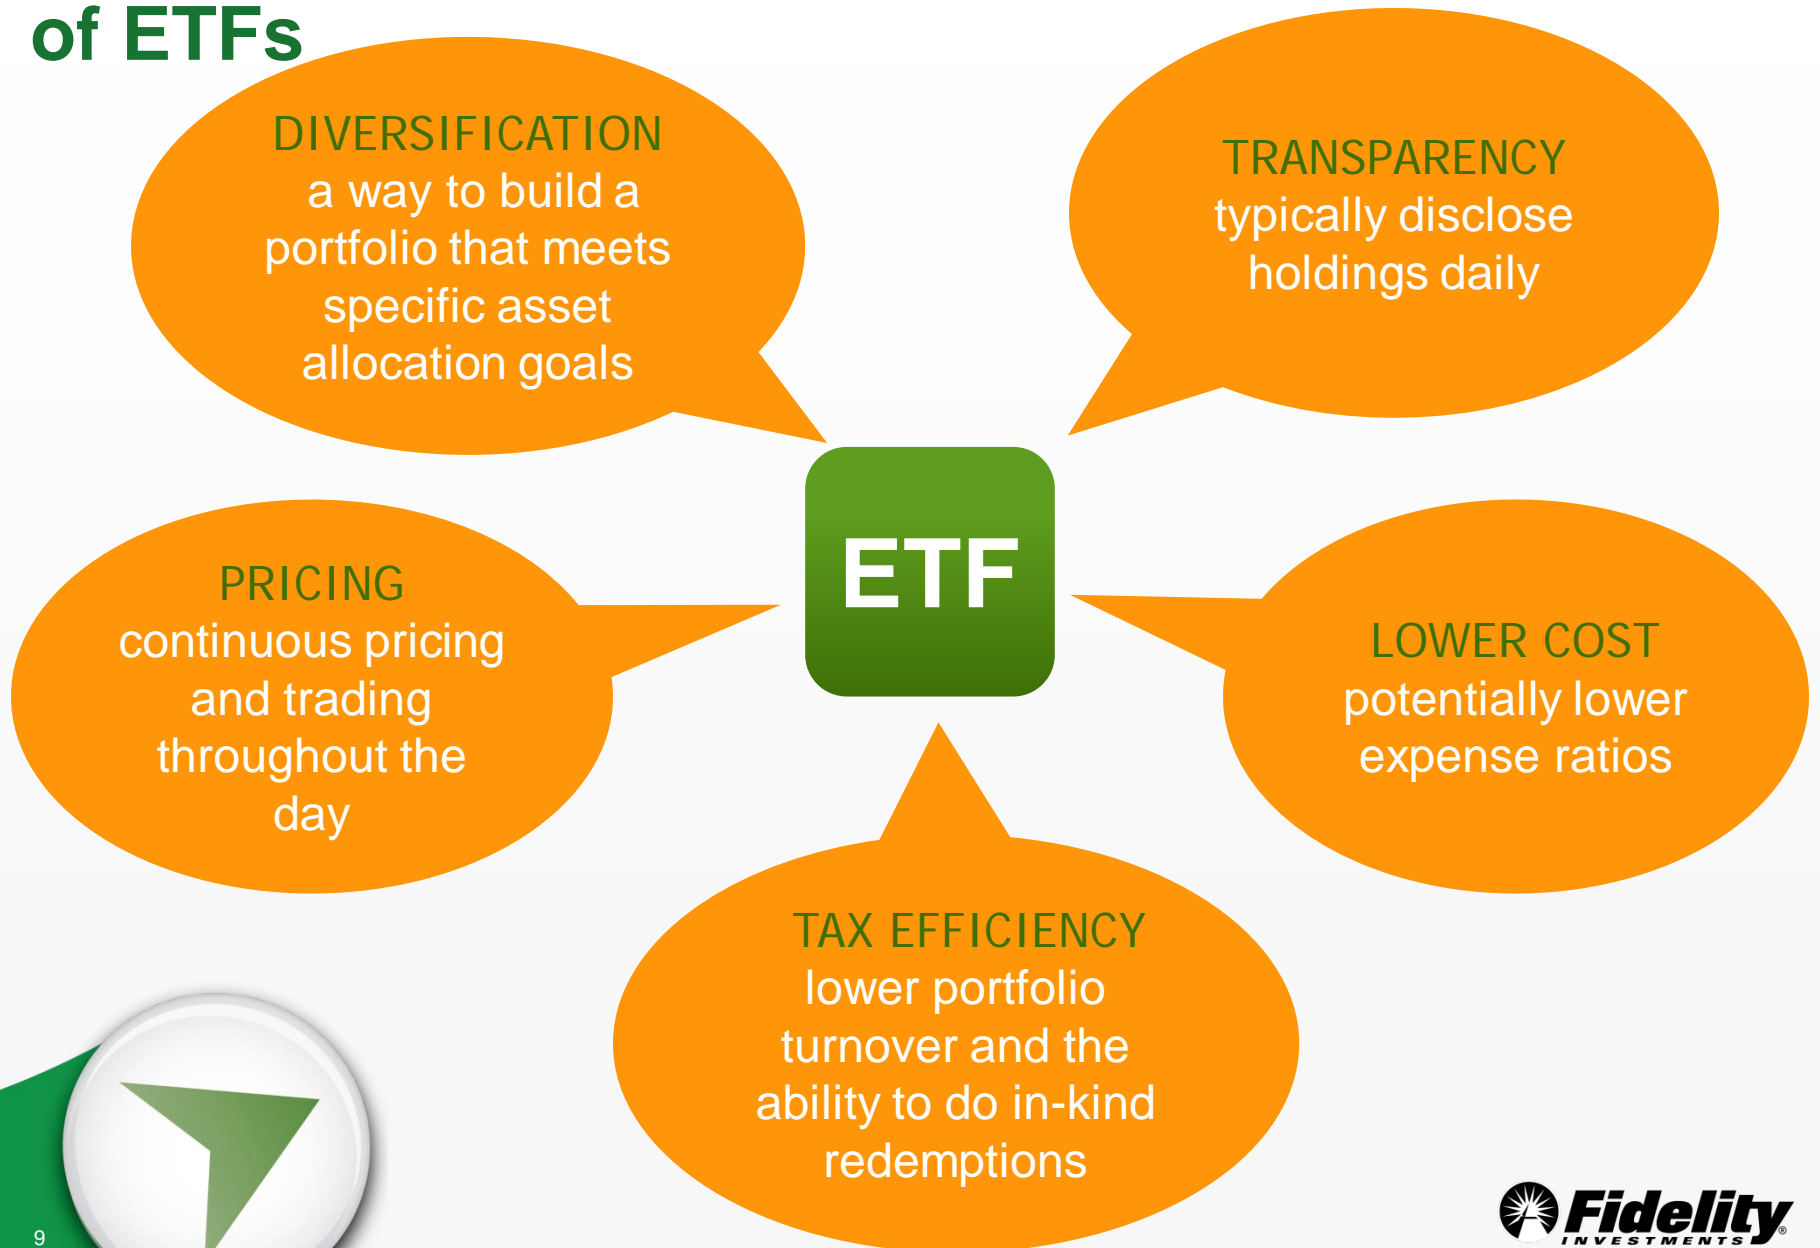 of ETFs
DIVERSIFICATION
a way to build a
portfolio that meets
specific asset
allocation goals
TRANSPARENCY
typically disclose
holdings daily
ETF
PRICING
continuous pricing
and trading
throughout the
day
LOWER COST
potentially lower
expense ratios
TAX EFFICIENCY
lower portfolio
turnover and the
ability to do in-kind
redemptions
9
Fidelity®
INVESTMENTS